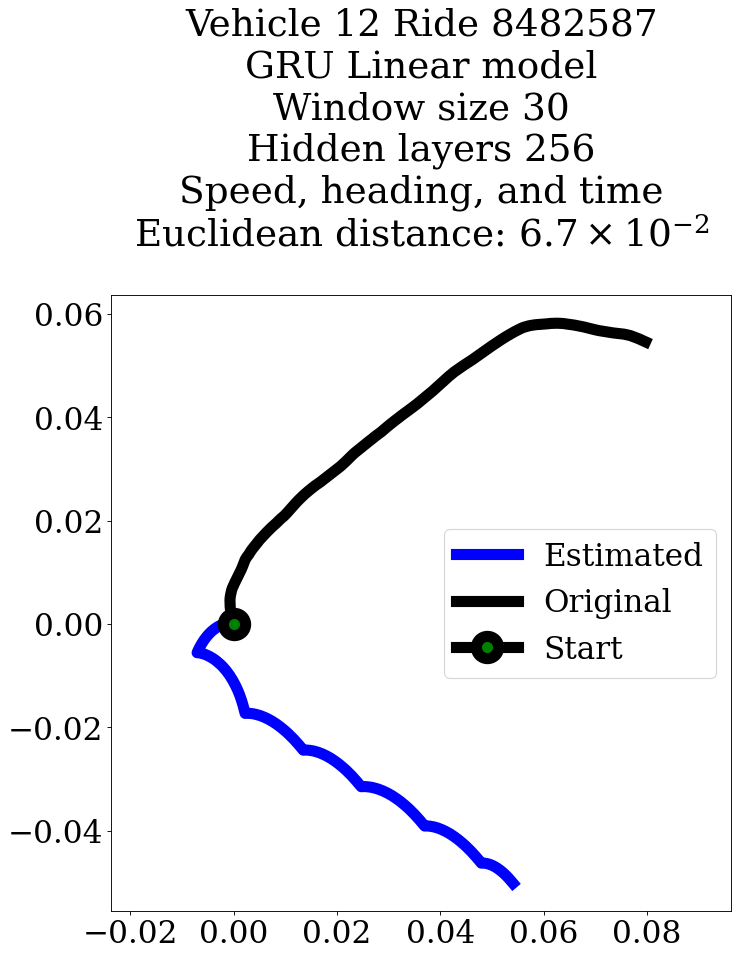 Vehicle 12 Ride 8482587
GRU Linear model
Window size 30
Hidden layers 256
Speed, heading, and time
Euclidean distance: 6.7 × 10⁻²
0.06
0.04
0.02
0.00
−0.02
−0.04
Estimated
Original
Start
−0.02 0.00 0.02 0.04 0.06 0.08